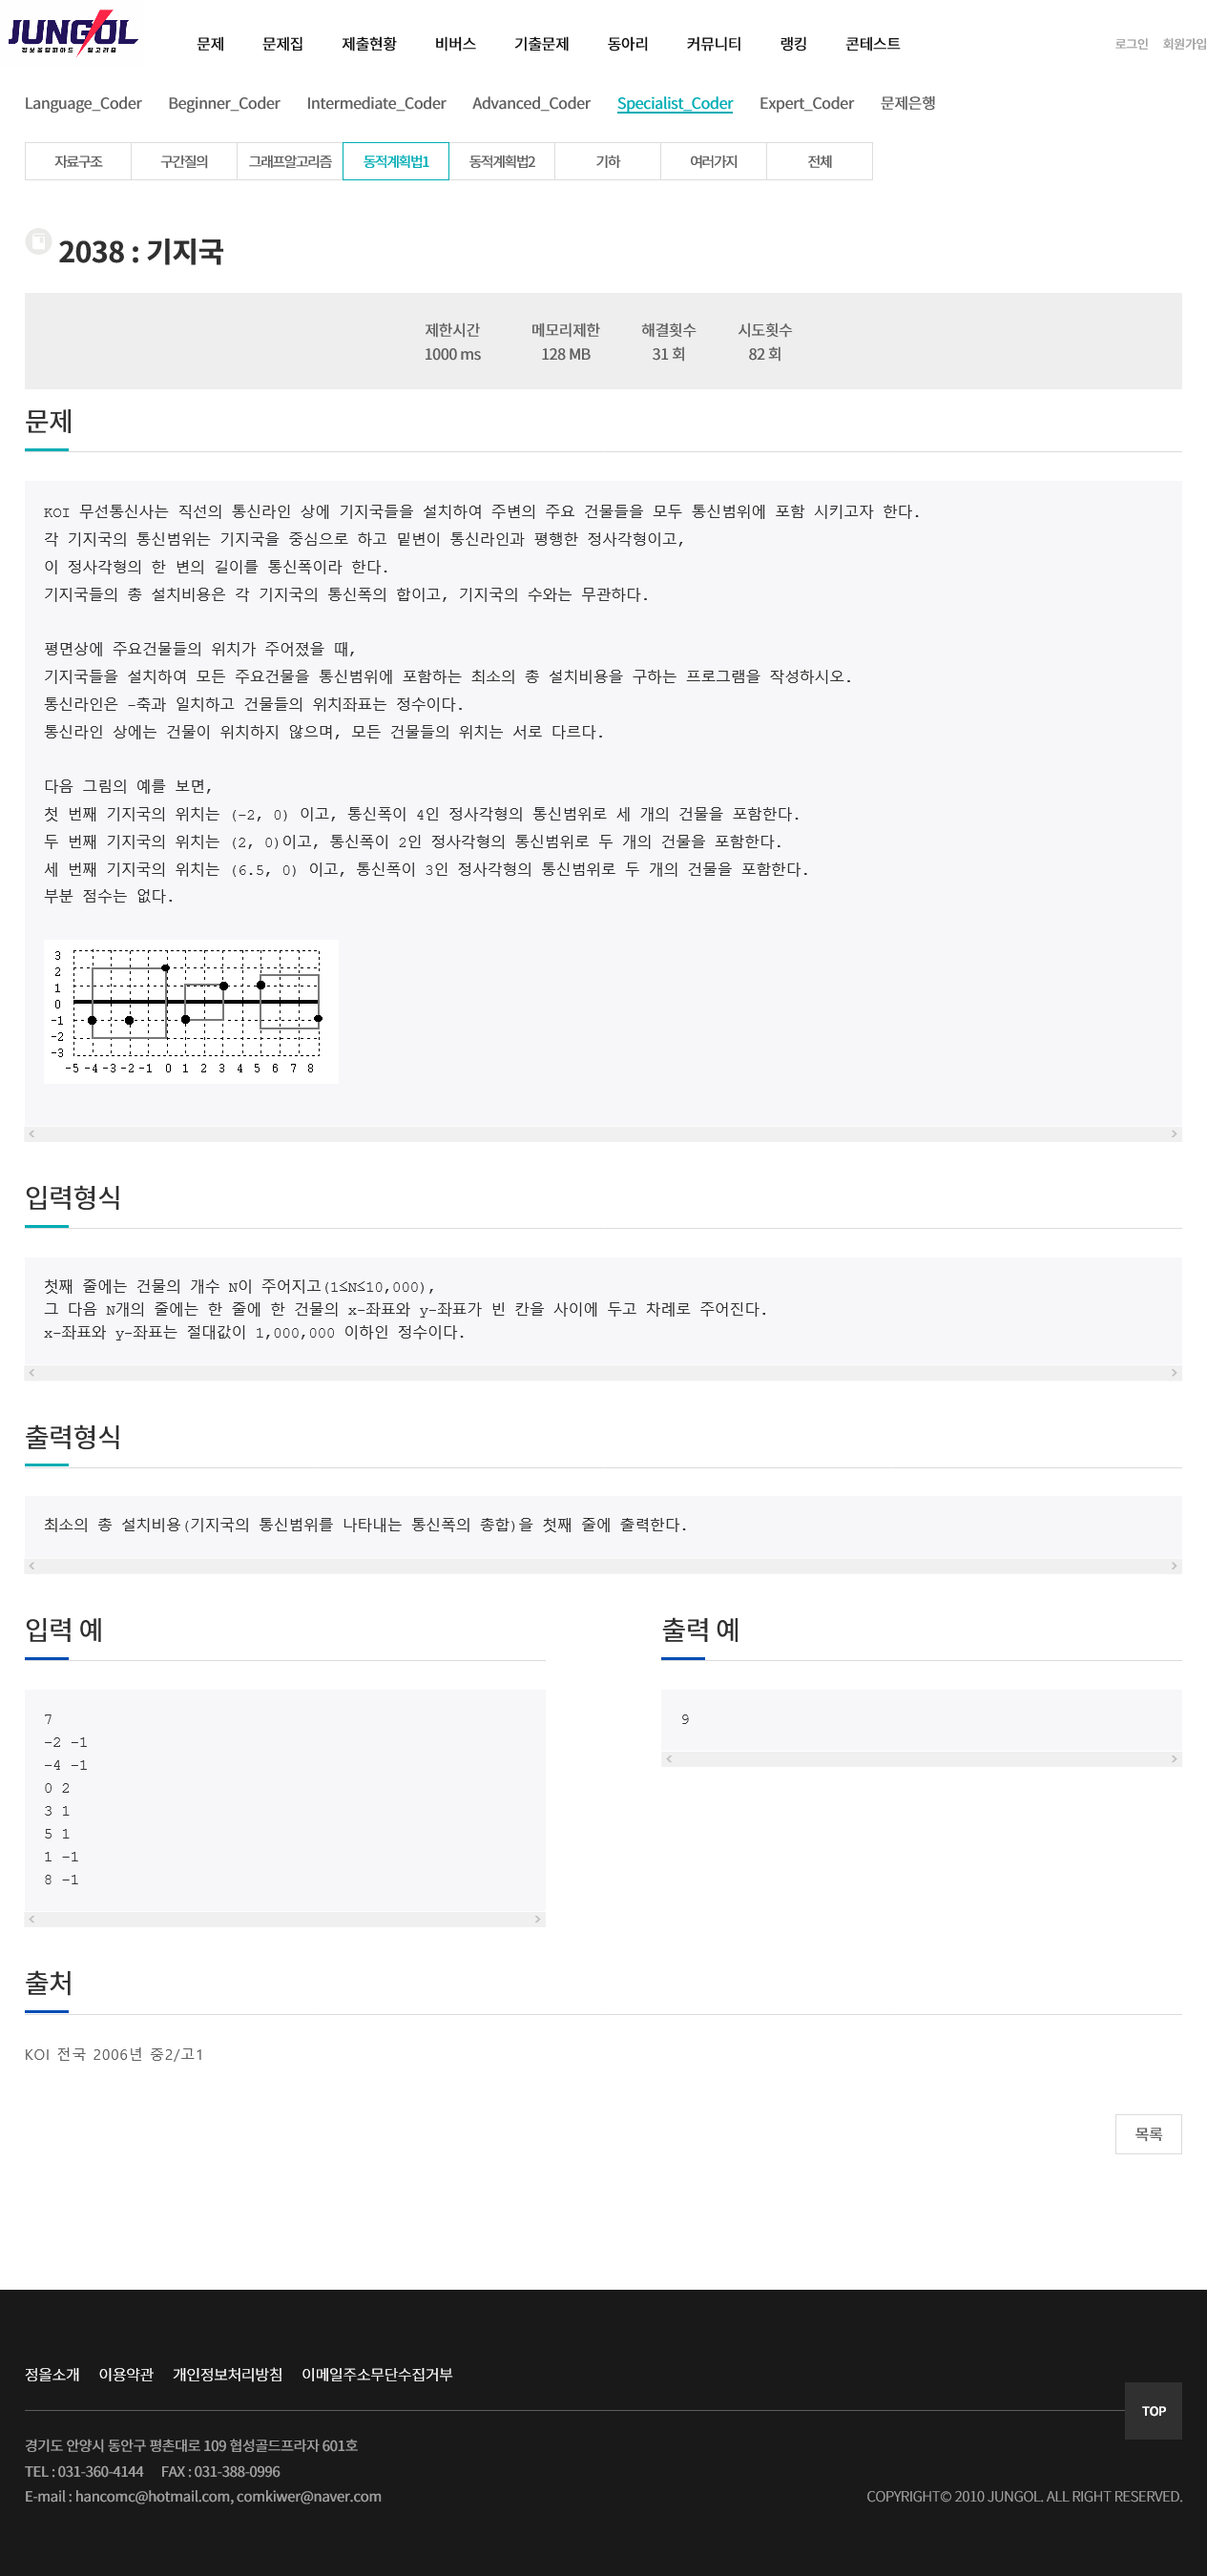 JUNGOL
정보올림피아드 & 알고리즘
문제 문제집 제출현황 비버스 기출문제 동아리 커뮤니티 랭킹 콘테스트 로그인 회원가입
Language_Coder Beginner_Coder Intermediate_Coder Advanced_Coder Specialist_Coder Expert_Coder 문제은행
자료구조 구간질의 그래프알고리즘 동적계획법1 동적계획법2 기하 여러가지 전체
2038 : 기지국
제한시간 메모리제한 해결횟수 시도횟수
1000 ms 128 MB 31 회 82 회
문제
KOI 무선통신사는 직선의 통신라인 상에 기지국들을 설치하여 주변의 주요 건물들을 모두 통신범위에 포함 시키고자 한다.
각 기지국의 통신범위는 기지국을 중심으로 하고 밑변이 통신라인과 평행한 정사각형이고,
이 정사각형의 한 변의 길이를 통신폭이라 한다.
기지국들의 총 설치비용은 각 기지국의 통신폭의 합이고, 기지국의 수와는 무관하다.
평면상에 주요건물들의 위치가 주어졌을 때,
기지국들을 설치하여 모든 주요건물을 통신범위에 포함하는 최소의 총 설치비용을 구하는 프로그램을 작성하시오.
통신라인은 -축과 일치하고 건물들의 위치좌표는 정수이다.
통신라인 상에는 건물이 위치하지 않으며, 모든 건물들의 위치는 서로 다르다.
다음 그림의 예를 보면,
첫 번째 기지국의 위치는 (-2, 0) 이고, 통신폭이 4인 정사각형의 통신범위로 세 개의 건물을 포함한다.
두 번째 기지국의 위치는 (2, 0)이고, 통신폭이 2인 정사각형의 통신범위로 두 개의 건물을 포함한다.
세 번째 기지국의 위치는 (6.5, 0) 이고, 통신폭이 3인 정사각형의 통신범위로 두 개의 건물을 포함한다.
부분 점수는 없다.
3
2
1
0
-1
-2
-3
-5 -4 -3 -2 -1 0 1 2 3 4 5 6 7 8
입력형식
첫째 줄에는 건물의 개수 N이 주어지고(1≤N≤10,000),
그 다음 N개의 줄에는 한 줄에 한 건물의 x-좌표와 y-좌표가 빈 칸을 사이에 두고 차례로 주어진다.
x-좌표와 y-좌표는 절대값이 1,000,000 이하인 정수이다.
출력형식
최소의 총 설치비용(기지국의 통신범위를 나타내는 통신폭의 총합)을 첫째 줄에 출력한다.
입력 예
7
-2 -1
-4 -1
0 2
3 1
5 1
1 -1
8 -1
출력 예
9
출처
KOI 전국 2006년 중2/고1
목록
정올소개 이용약관 개인정보처리방침 이메일주소무단수집거부
TOP
경기도 안양시 동안구 평촌대로 109 협성골드프라자 601호
TEL : 031-360-4144 FAX : 031-388-0996
E-mail : hancomc@hotmail.com, comkiwer@naver.com COPYRIGHT© 2010 JUNGOL. ALL RIGHT RESERVED.